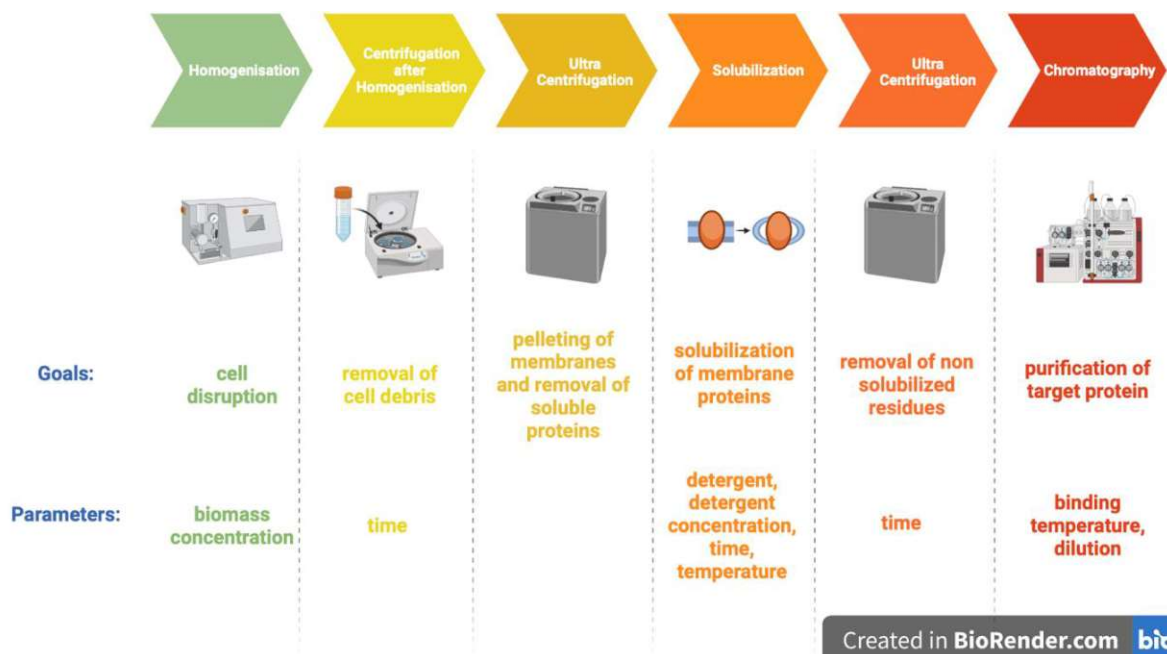 Homogenisation
Centrifugation
after
Homogenisation
Ultra
Centrifugation
Solubilization
Ultra
Centrifugation
Chromatography
Goals:
cell
disruption
removal of
cell debris
pelleting of
membranes
and removal of
soluble
proteins
solubilization
of membrane
proteins
removal of non
solubilized
residues
purification of
target protein
Parameters:
biomass
concentration
time
detergent,
detergent
concentration,
time,
temperature
time
binding
temperature,
dilution
Created in BioRender.com bio